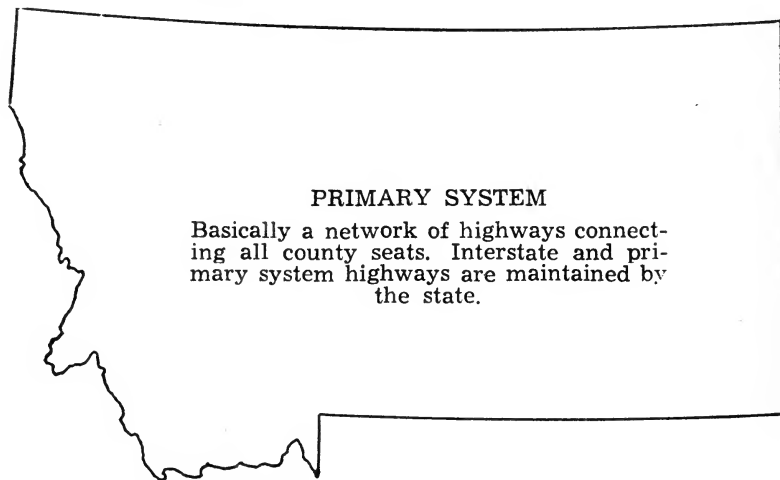 PRIMARY SYSTEM
Basically a network of highways connect-
ing all county seats. Interstate and pri-
mary system highways are maintained by
the state.